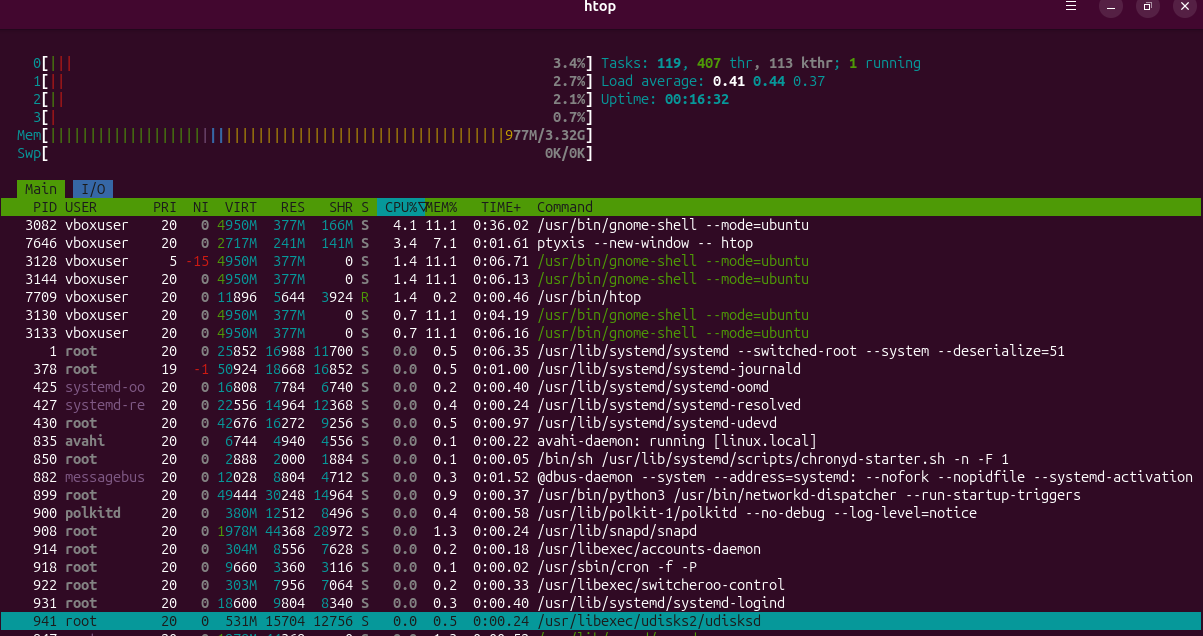 htop
0[||| 3.4%] Tasks: 119, 407 thr, 113 kthr; 1 running
1[|| 2.7%] Load average: 0.41 0.44 0.37
2[|| 2.1%] Uptime: 00:16:32
3[| 0.7%]
Mem[|||||||||||||||||||||||||||||||||||||||||||||||||||||||||977M/3.32G]
Swp[ 0K/0K]
Main I/O
PID USER PRI NI VIRT RES SHR S CPU%▽MEM% TIME+ Command
3082 vboxuser 20 0 4950M 377M 166M S 4.1 11.1 0:36.02 /usr/bin/gnome-shell --mode=ubuntu
7646 vboxuser 20 0 2717M 241M 141M S 3.4 7.1 0:01.61 ptyxis --new-window -- htop
3128 vboxuser 5 -15 4950M 377M 0 S 1.4 11.1 0:06.71 /usr/bin/gnome-shell --mode=ubuntu
3144 vboxuser 20 0 4950M 377M 0 S 1.4 11.1 0:06.13 /usr/bin/gnome-shell --mode=ubuntu
7709 vboxuser 20 0 11896 5644 3924 R 1.4 0.2 0:00.46 /usr/bin/htop
3130 vboxuser 20 0 4950M 377M 0 S 0.7 11.1 0:04.19 /usr/bin/gnome-shell --mode=ubuntu
3133 vboxuser 20 0 4950M 377M 0 S 0.7 11.1 0:06.16 /usr/bin/gnome-shell --mode=ubuntu
1 root 20 0 25852 16988 11700 S 0.0 0.5 0:06.35 /usr/lib/systemd/systemd --switched-root --system --deserialize=51
378 root 19 -1 50924 18668 16852 S 0.0 0.5 0:01.00 /usr/lib/systemd/systemd-journald
425 systemd-oo 20 0 16808 7784 6740 S 0.0 0.2 0:00.40 /usr/lib/systemd/systemd-oomd
427 systemd-re 20 0 22556 14964 12368 S 0.0 0.4 0:00.24 /usr/lib/systemd/systemd-resolved
430 root 20 0 42676 16272 9256 S 0.0 0.5 0:00.97 /usr/lib/systemd/systemd-udevd
835 avahi 20 0 6744 4940 4556 S 0.0 0.1 0:00.22 avahi-daemon: running [linux.local]
850 root 20 0 2888 2000 1884 S 0.0 0.1 0:00.05 /bin/sh /usr/lib/systemd/scripts/chronyd-starter.sh -n -F 1
882 messagebus 20 0 12028 8804 4712 S 0.0 0.3 0:01.52 @dbus-daemon --system --address=systemd: --nofork --nopidfile --systemd-activation
899 root 20 0 49444 30248 14964 S 0.0 0.9 0:00.37 /usr/bin/python3 /usr/bin/networkd-dispatcher --run-startup-triggers
900 polkitd 20 0 380M 12512 8496 S 0.0 0.4 0:00.58 /usr/lib/polkit-1/polkitd --no-debug --log-level=notice
908 root 20 0 1978M 44368 28972 S 0.0 1.3 0:00.24 /usr/lib/snapd/snapd
914 root 20 0 304M 8556 7628 S 0.0 0.2 0:00.18 /usr/libexec/accounts-daemon
918 root 20 0 9660 3360 3116 S 0.0 0.1 0:00.02 /usr/sbin/cron -f -P
922 root 20 0 303M 7956 7064 S 0.0 0.2 0:00.33 /usr/libexec/switcheroo-control
931 root 20 0 18600 9804 8340 S 0.0 0.3 0:00.40 /usr/lib/systemd/systemd-logind
941 root 20 0 531M 15704 12756 S 0.0 0.5 0:00.24 /usr/libexec/udisks2/udisksd